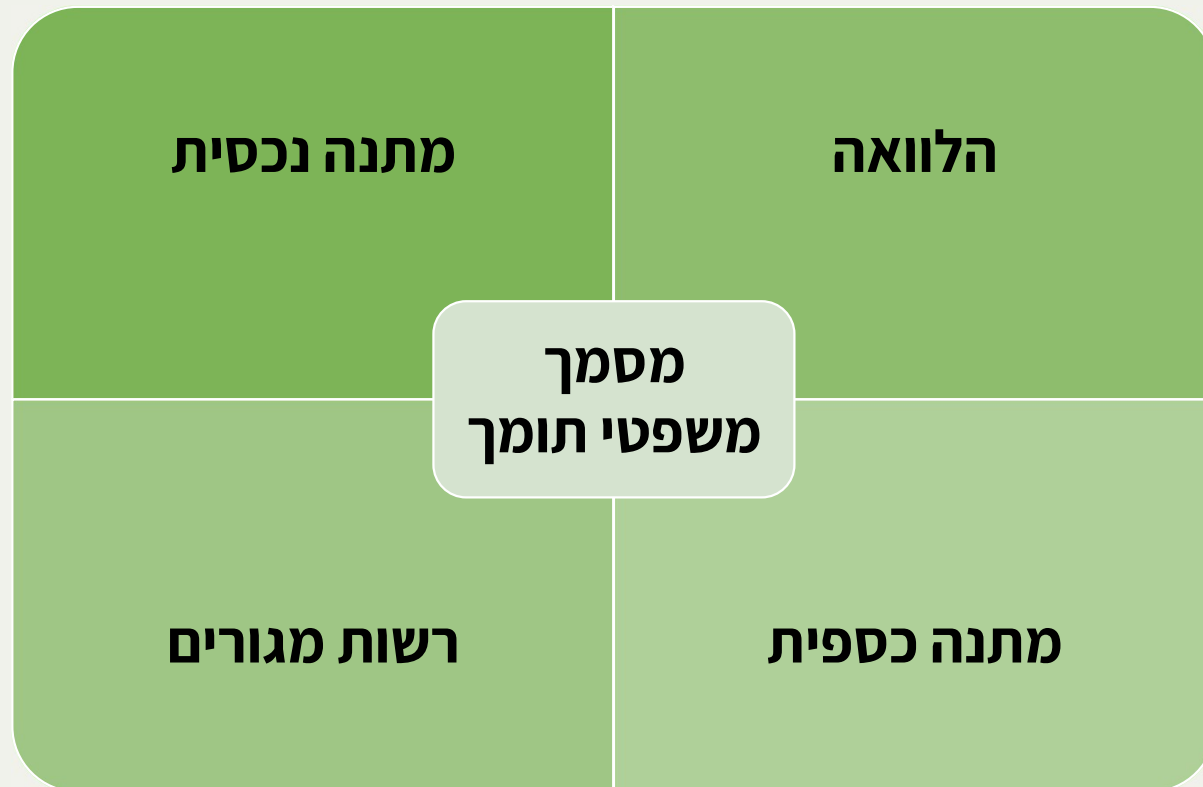 הלוואה
מתנה נכסית
מסמך
משפטי תומך
מתנה כספית
רשות מגורים